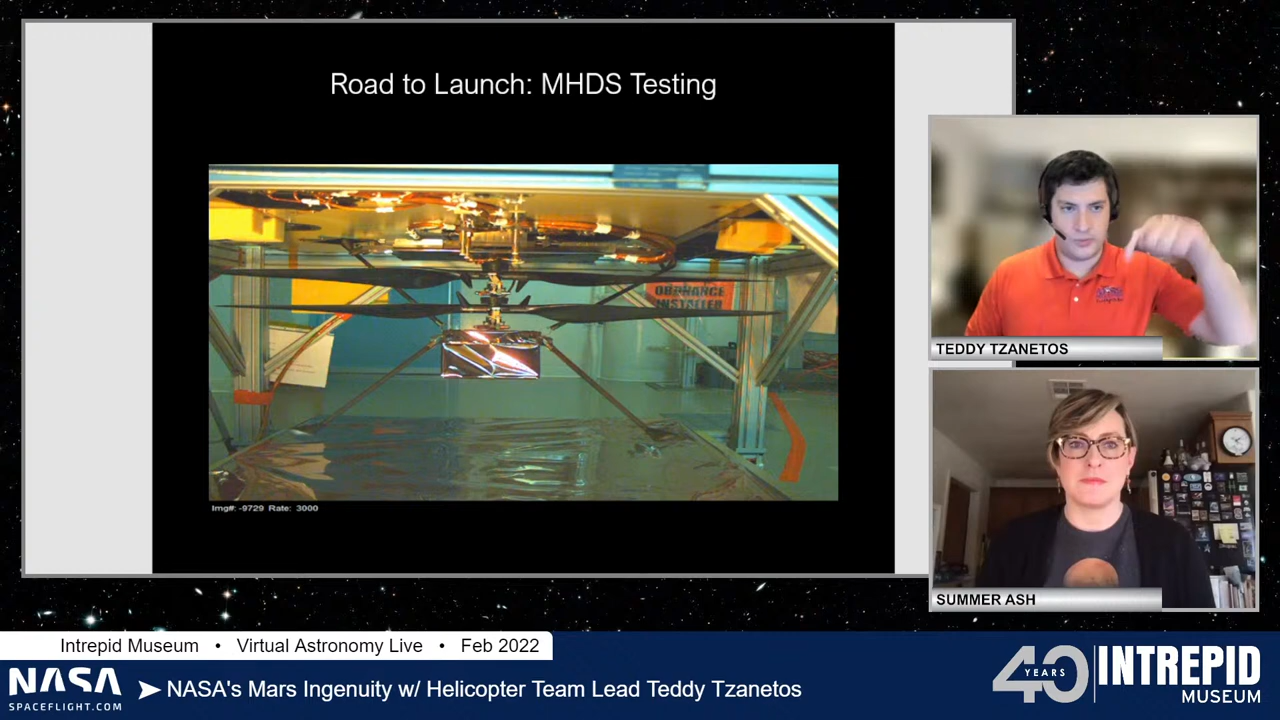 Road to Launch: MHDS Testing
ORDNANCE
INSTALLED
Img#: -9729 Rate: 3000
TEDDY TZANETOS
SUMMER ASH
Intrepid Museum • Virtual Astronomy Live • Feb 2022
NASA
SPACEFLIGHT.COM
NASA's Mars Ingenuity w/ Helicopter Team Lead Teddy Tzanetos
40
YEARS
INTREPID
MUSEUM